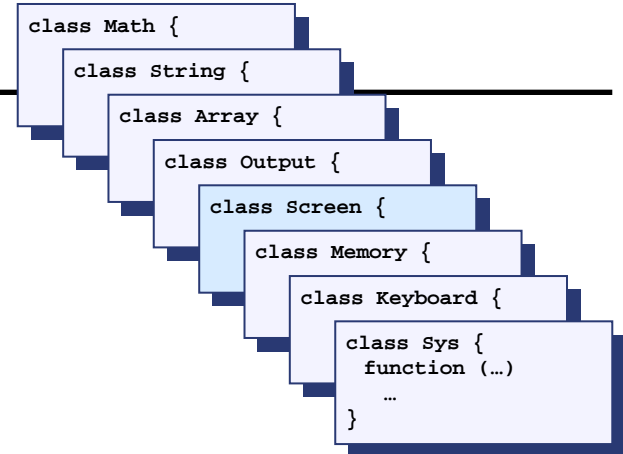 class Math {
class String {
class Array {
class Output {
class Screen {
class Memory {
class Keyboard {
class Sys {
function (…)
…
}